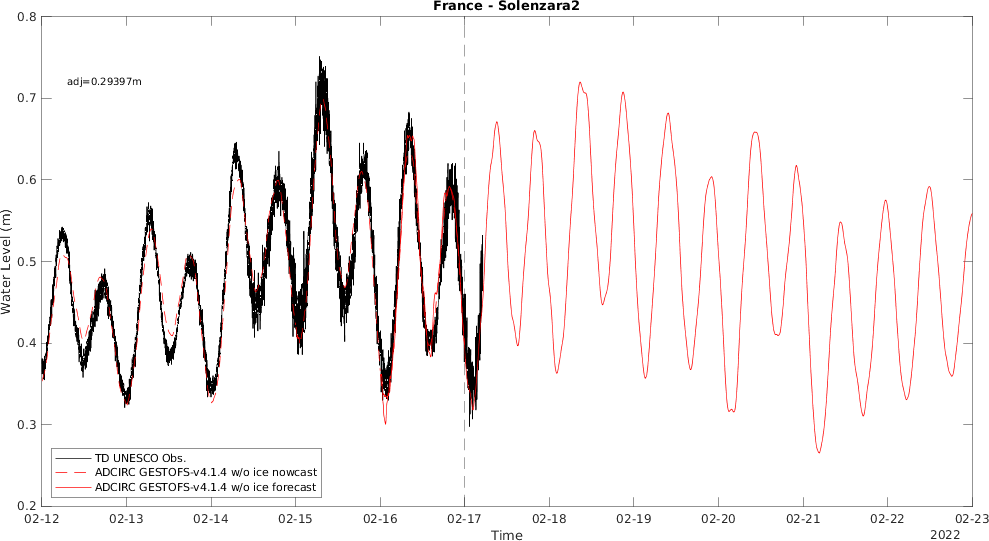 France - Solenzara2
0.8
0.7
0.6
0.5
0.4
0.3
0.2
Water Level (m)
adj=0.29397m
TD UNESCO Obs.
ADCIRC GESTOFS-v4.1.4 w/o ice nowcast
ADCIRC GESTOFS-v4.1.4 w/o ice forecast
02-12 02-13 02-14 02-15 02-16 02-17 02-18 02-19 02-20 02-21 02-22 02-23
Time
2022